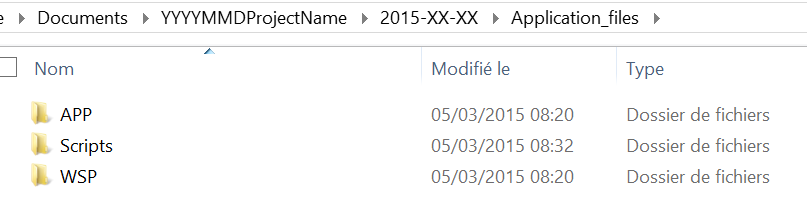 e > Documents > YYYYMMDProjectName > 2015-XX-XX > Application_files >
Nom Modifié le Type
APP 05/03/2015 08:20 Dossier de fichiers
Scripts 05/03/2015 08:32 Dossier de fichiers
WSP 05/03/2015 08:20 Dossier de fichiers